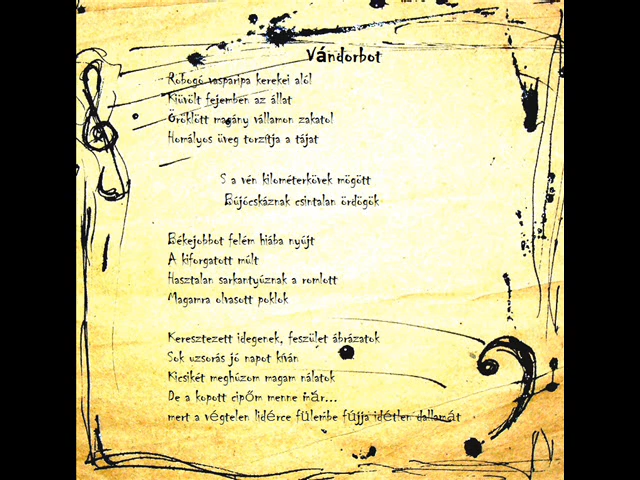 Vándorbot
Robogó vasparipa kerekei alól
Kiüvölt fejemben az állat
Öröklött magány vállamon zakatol
Homályos üveg torzítja a tájat
S a vén kilométerkövek mögött
Bújócskáznak csintalan ördögök
Békejobbot felém hiába nyújt
A kiforgatott múlt
Hasztalan sarkantyúznak a romlott
Magamra olvasott poklok
Keresztezett idegenek, feszület ábrázatok
Sok uzsorás jó napot kíván
Kicsikét meghúzom magam nálatok
De a kopott cipőm menne már...
mert a végtelen lidérce fülembe fújja idétlen dallamát